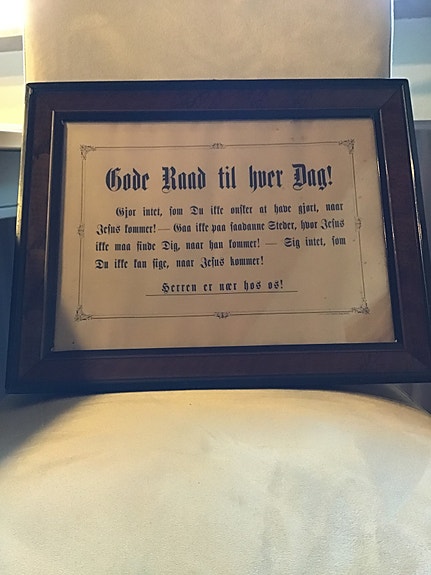 Gode Raad til hver Dag!
Gjør intet, som Du ikke ønsker at have gjort, naar
Jesus kommer! — Gaa ikke paa saadanne Steder, hvor Jesus
ikke maa finde Dig, naar han kommer! — Sig intet, som
Du ikke kan sige, naar Jesus kommer!
Herren er nær hos os!